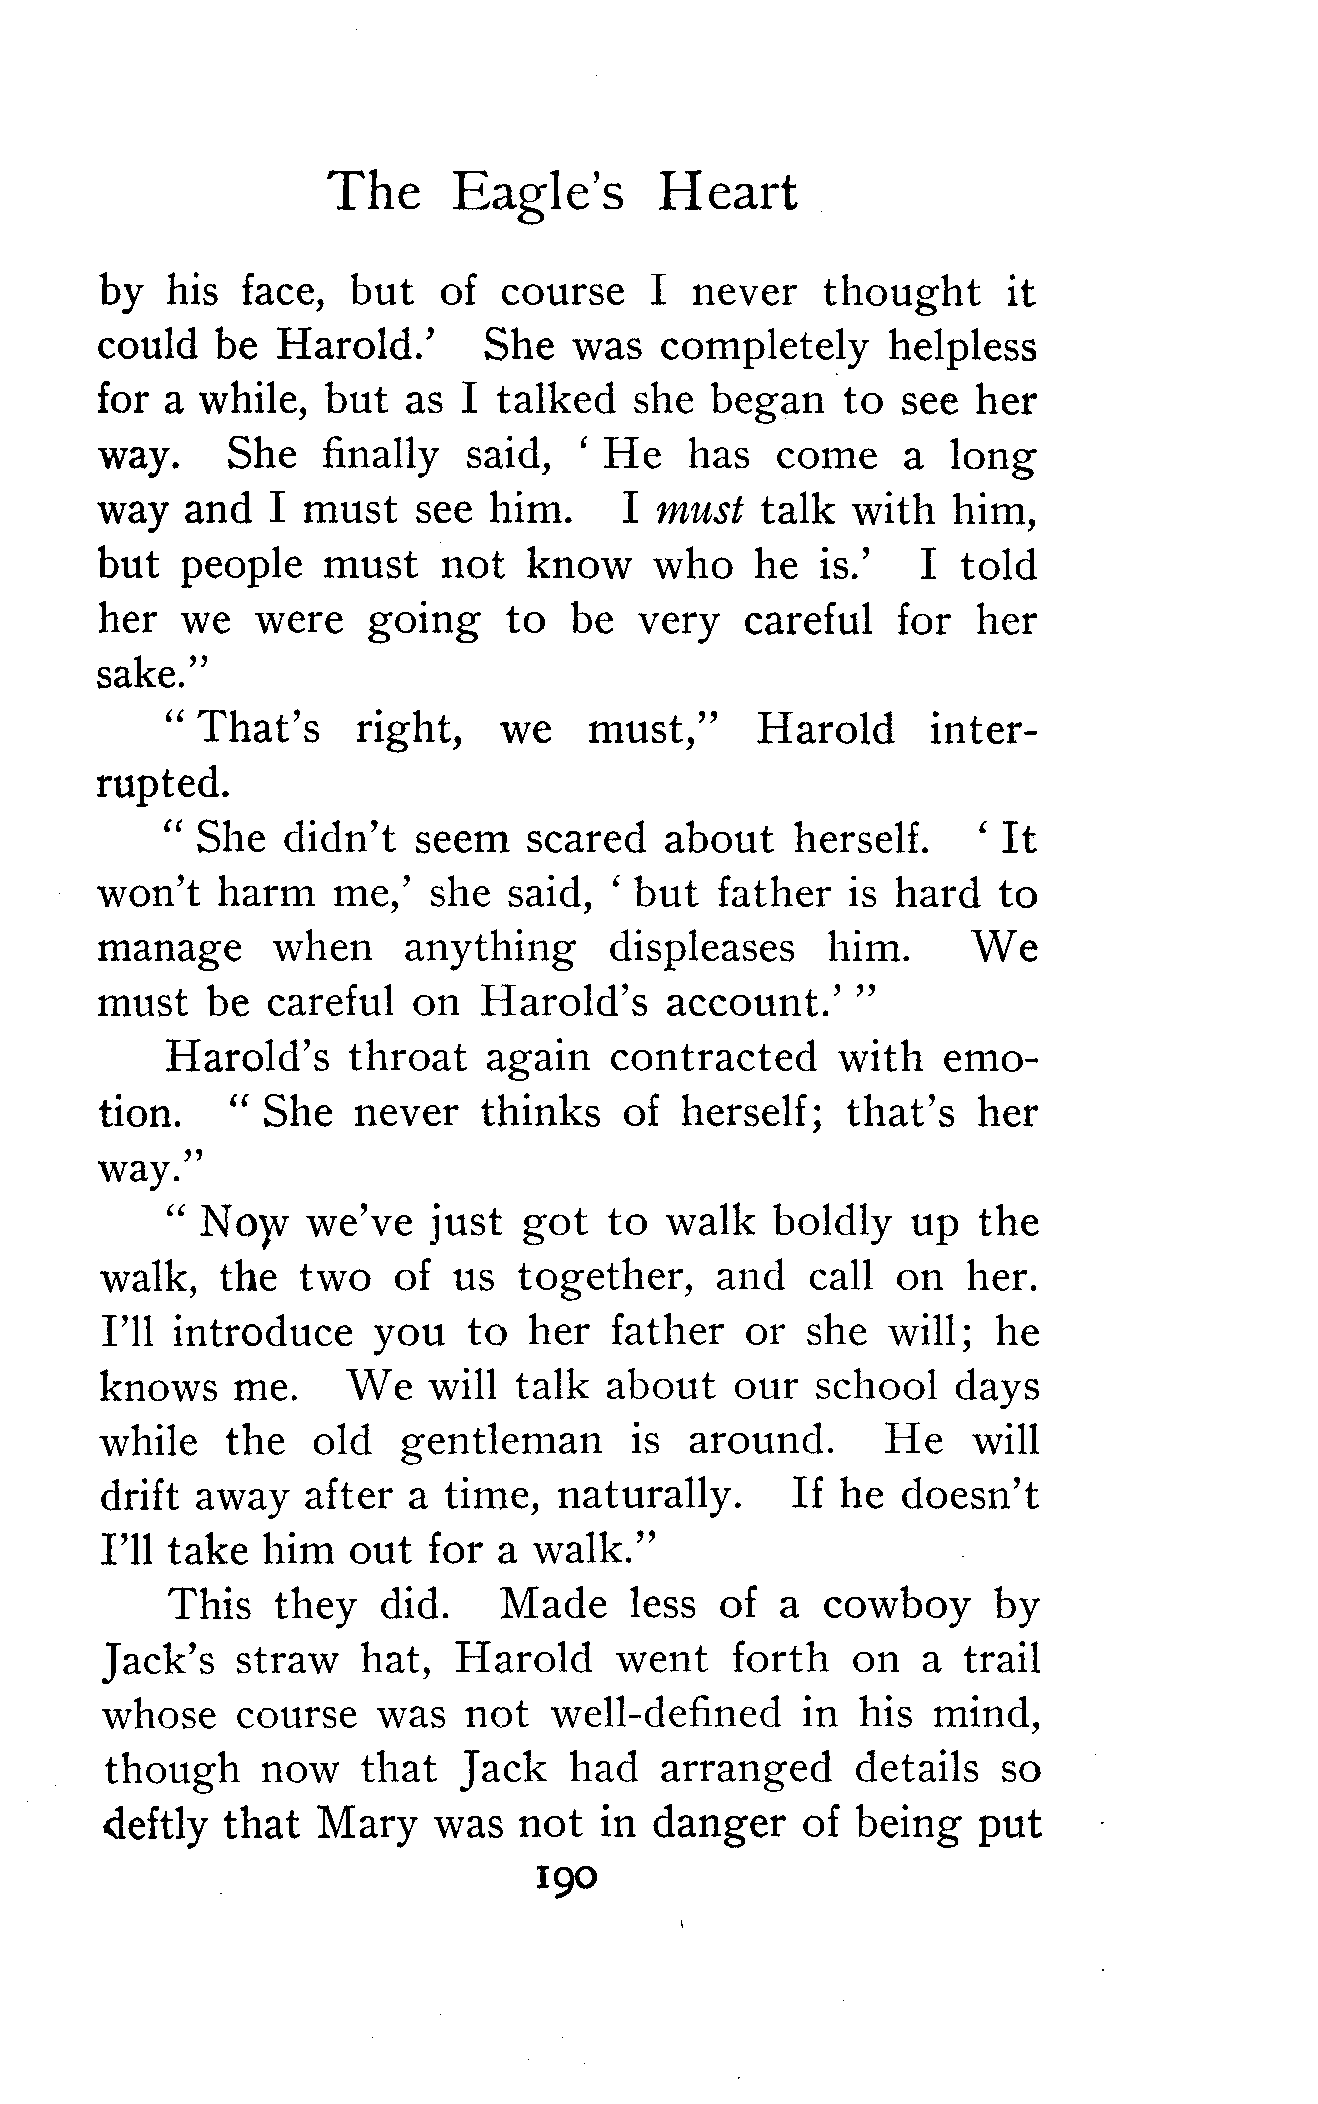 The Eagle's Heart
by his face, but of course I never thought it
could be Harold.' She was completely helpless
for a while, but as I talked she began to see her
way. She finally said, ' He has come a long
way and I must see him. I must talk with him,
but people must not know who he is.' I told
her we were going to be very careful for her
sake."
" That's right, we must," Harold inter-
rupted.
" She didn't seem scared about herself. ' It
won't harm me,' she said, ' but father is hard to
manage when anything displeases him. We
must be careful on Harold's account.' "
Harold's throat again contracted with emo-
tion. " She never thinks of herself; that's her
way."
" Now we've just got to walk boldly up the
walk, the two of us together, and call on her.
I'll introduce you to her father or she will; he
knows me. We will talk about our school days
while the old gentleman is around. He will
drift away after a time, naturally. If he doesn't
I'll take him out for a walk."
This they did. Made less of a cowboy by
Jack's straw hat, Harold went forth on a trail
whose course was not well-defined in his mind,
though now that Jack had arranged details so
deftly that Mary was not in danger of being put
190